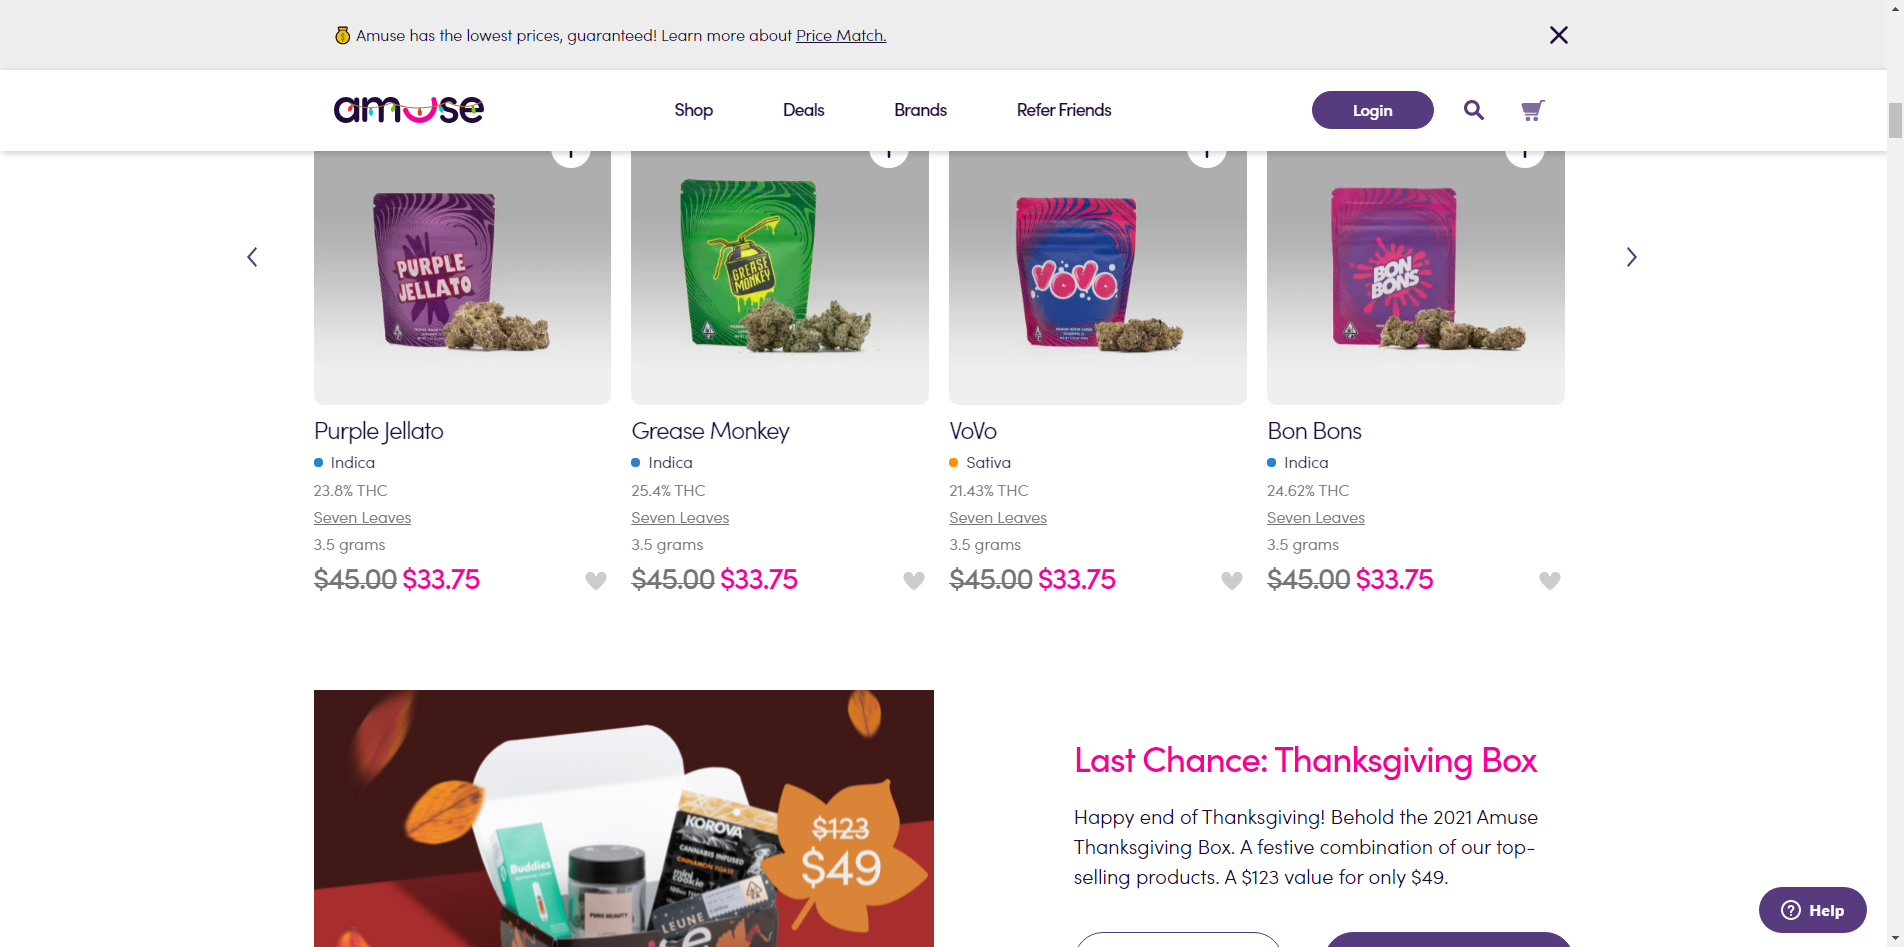 Amuse has the lowest prices, guaranteed! Learn more about Price Match.
amuse
Shop
Deals
Brands
Refer Friends
Login
PURPLE
JELLATO
GREASE
MONKEY
VOVO
BON
BONS
Purple Jellato
Indica
23.8% THC
Seven Leaves
3.5 grams
$45.00 $33.75
Grease Monkey
Indica
25.4% THC
Seven Leaves
3.5 grams
$45.00 $33.75
VoVo
Sativa
21.43% THC
Seven Leaves
3.5 grams
$45.00 $33.75
Bon Bons
Indica
24.62% THC
Seven Leaves
3.5 grams
$45.00 $33.75
$123
$49
KOROVA
CANNABIS INFUSED
CINNAMON TOAST
mini
cookie
Buddies
PURE BEAUTY
LEUNE
Last Chance: Thanksgiving Box
Happy end of Thanksgiving! Behold the 2021 Amuse
Thanksgiving Box. A festive combination of our top-
selling products. A $123 value for only $49.
Help